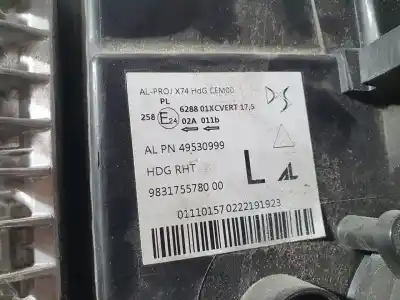 AL-PROJ X74 HdG CEM00
PL
6288 01XCVERT 17,5
258 E24 02A 011b
AL PN 49530999
HDG RHT
9831755780 00
L AL
011101570222191923